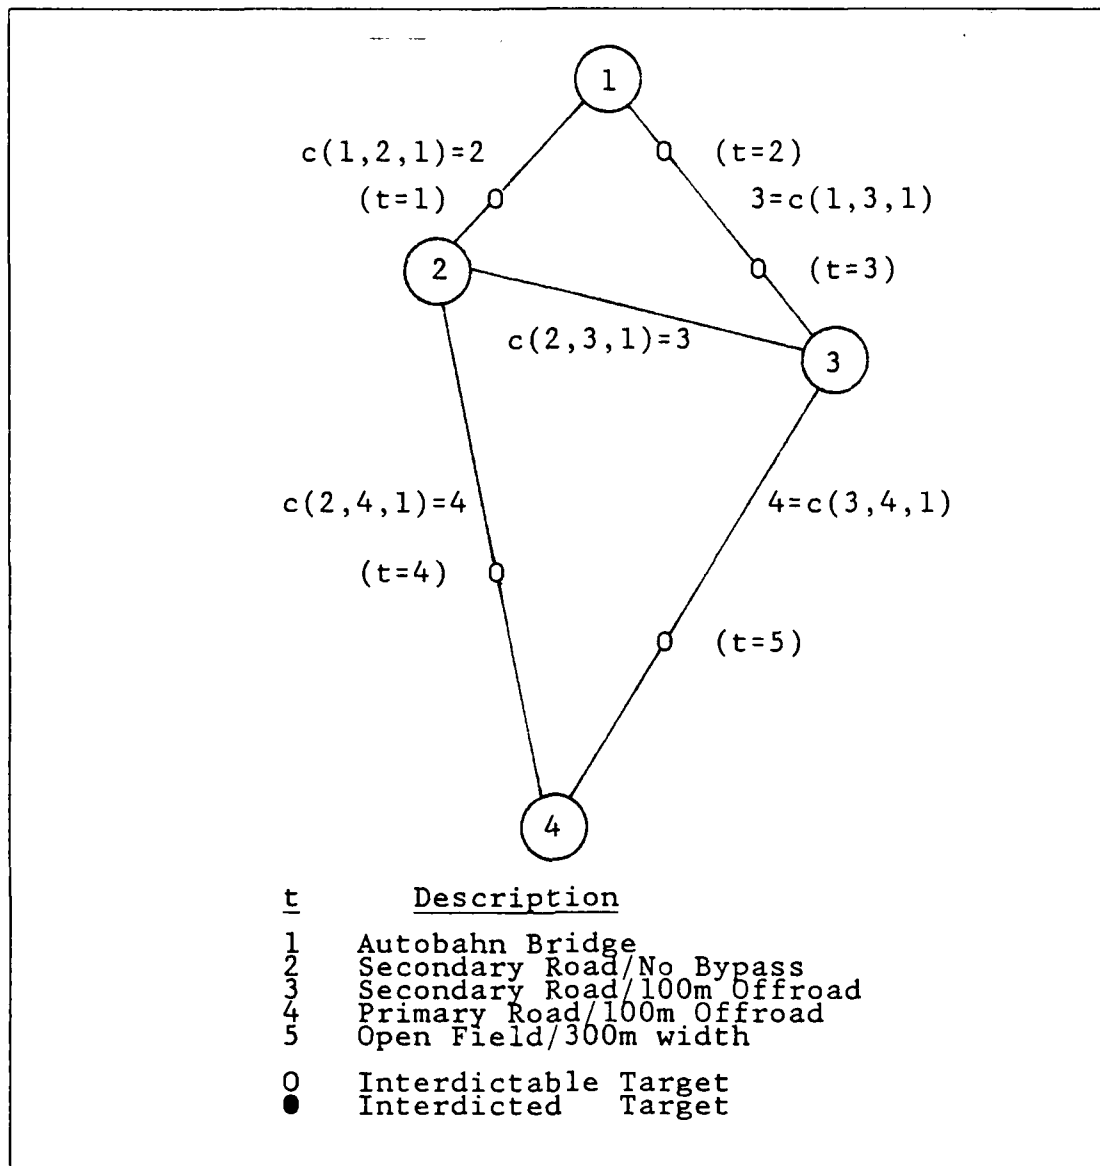 1
c(1,2,1)=2
(t=2)
(t=1)
3=c(1,3,1)
2
(t=3)
c(2,3,1)=3
3
c(2,4,1)=4
4=c(3,4,1)
(t=4)
(t=5)
4
t Description
1 Autobahn Bridge
2 Secondary Road/No Bypass
3 Secondary Road/100m Offroad
4 Primary Road/100m Offroad
5 Open Field/300m width
O Interdictable Target
● Interdicted Target